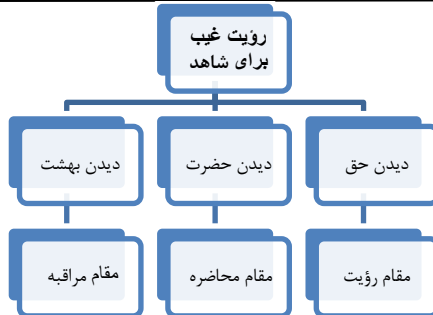 رؤیت غیب
برای شاهد
دیدن حق
دیدن حضرت
دیدن بهشت
مقام رؤیت
مقام محاضره
مقام مراقبه